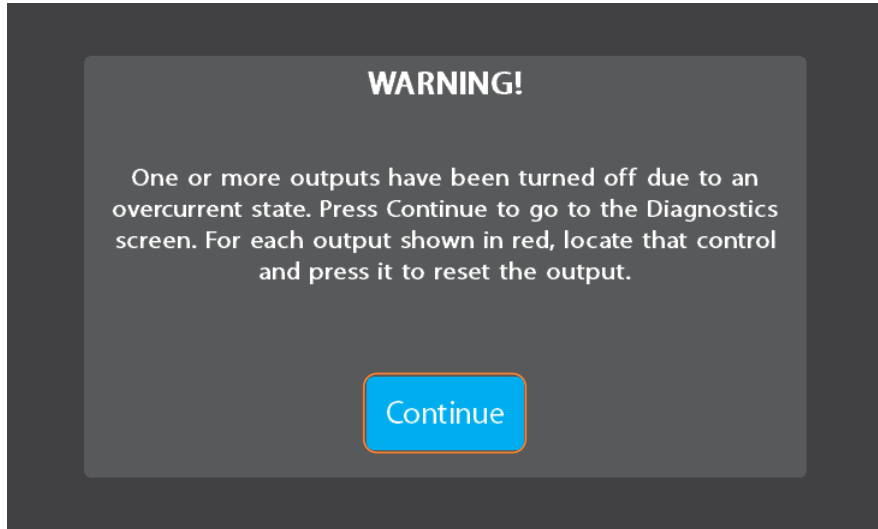 WARNING!
One or more outputs have been turned off due to an
overcurrent state. Press Continue to go to the Diagnostics
screen. For each output shown in red, locate that control
and press it to reset the output.
Continue